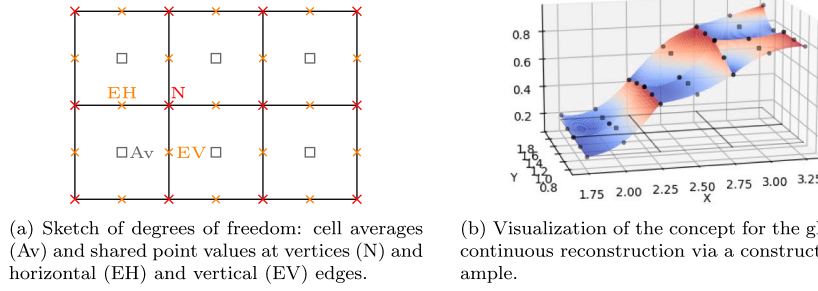 EH
N
Av
EV
0.8
0.6
0.4
0.2
1.8
1.6
1.4
1.2
1.0
0.8
Y
1.75
2.00
2.25
2.50
2.75
3.00
3.25
X
(a) Sketch of degrees of freedom: cell averages
(Av) and shared point values at vertices (N) and
horizontal (EH) and vertical (EV) edges.
(b) Visualization of the concept for the gl
continuous reconstruction via a construct
ample.